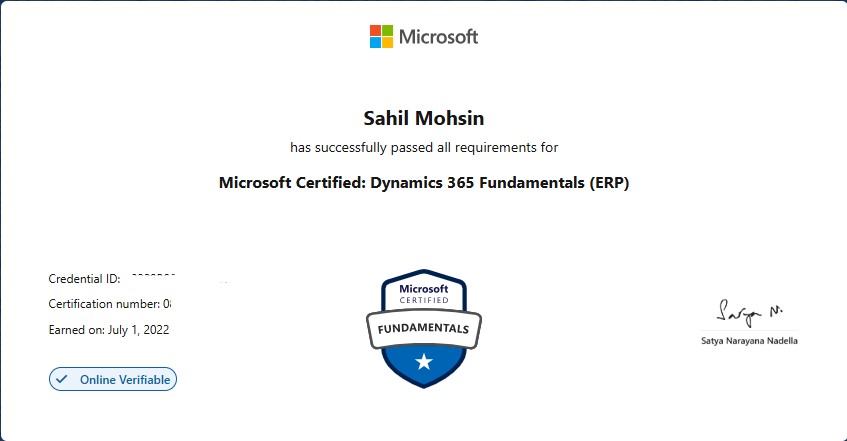 Microsoft
Sahil Mohsin
has successfully passed all requirements for
Microsoft Certified: Dynamics 365 Fundamentals (ERP)
Credential ID:
Certification number:
Earned on: July 1, 2022
Online Verifiable
Microsoft
CERTIFIED
FUNDAMENTALS
Satya N.
Satya Narayana Nadella